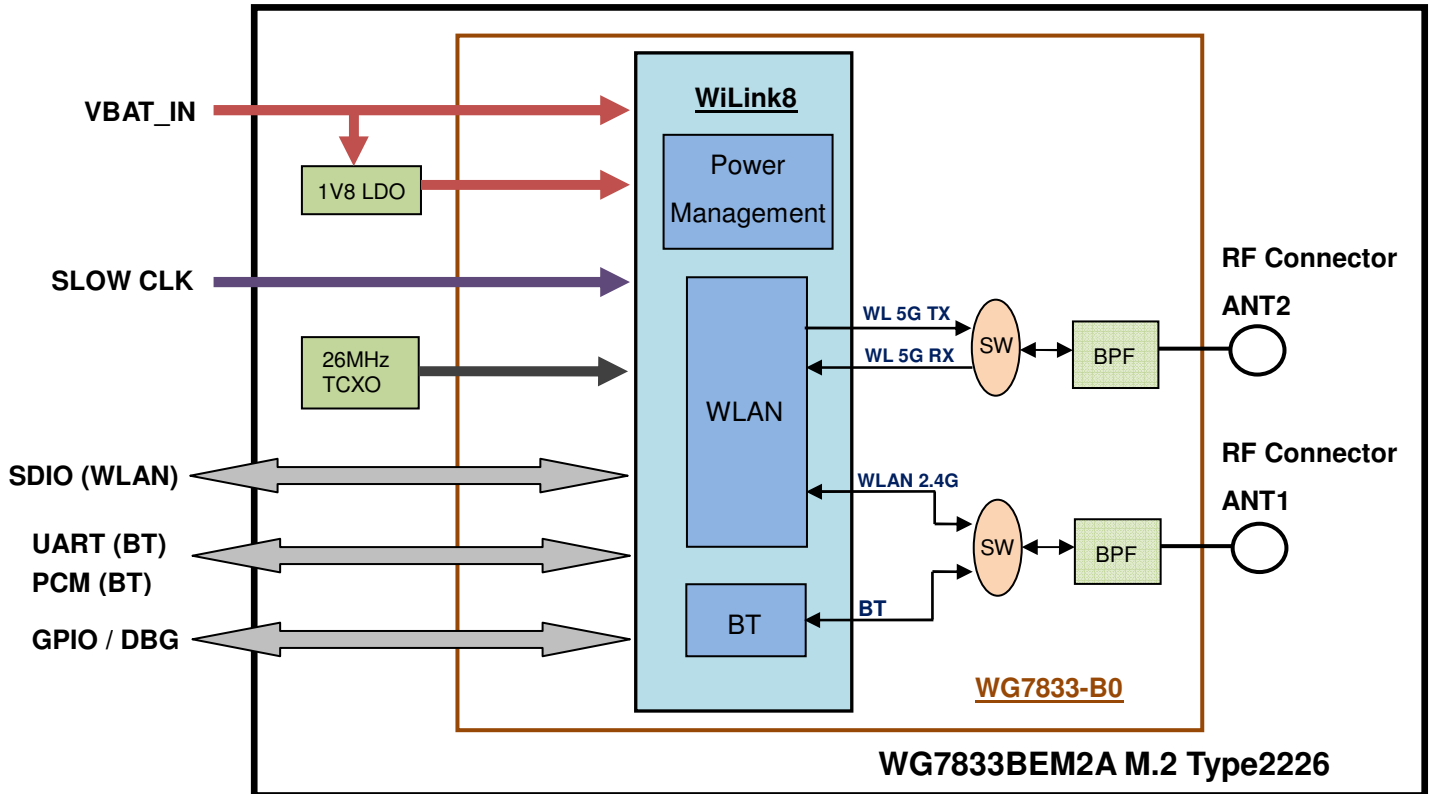 VBAT_IN
1V8 LDO
SLOW CLK
26MHz
TCXO
SDIO (WLAN)
UART (BT)
PCM (BT)
GPIO / DBG
WiLink8
Power
Management
WLAN
BT
WL 5G TX
WL 5G RX
WLAN 2.4G
BT
SW
BPF
RF Connector
ANT2
SW
BPF
RF Connector
ANT1
WG7833-B0
WG7833BEM2A M.2 Type2226